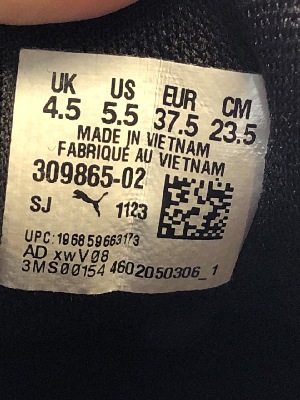 UK US EUR CM
4.5 5.5 37.5 23.5
MADE IN VIETNAM
FABRIQUÉ AU VIETNAM
309865-02
SJ 1123
UPC:196859663173
AD xwV08
3MS00154 4602050306_1